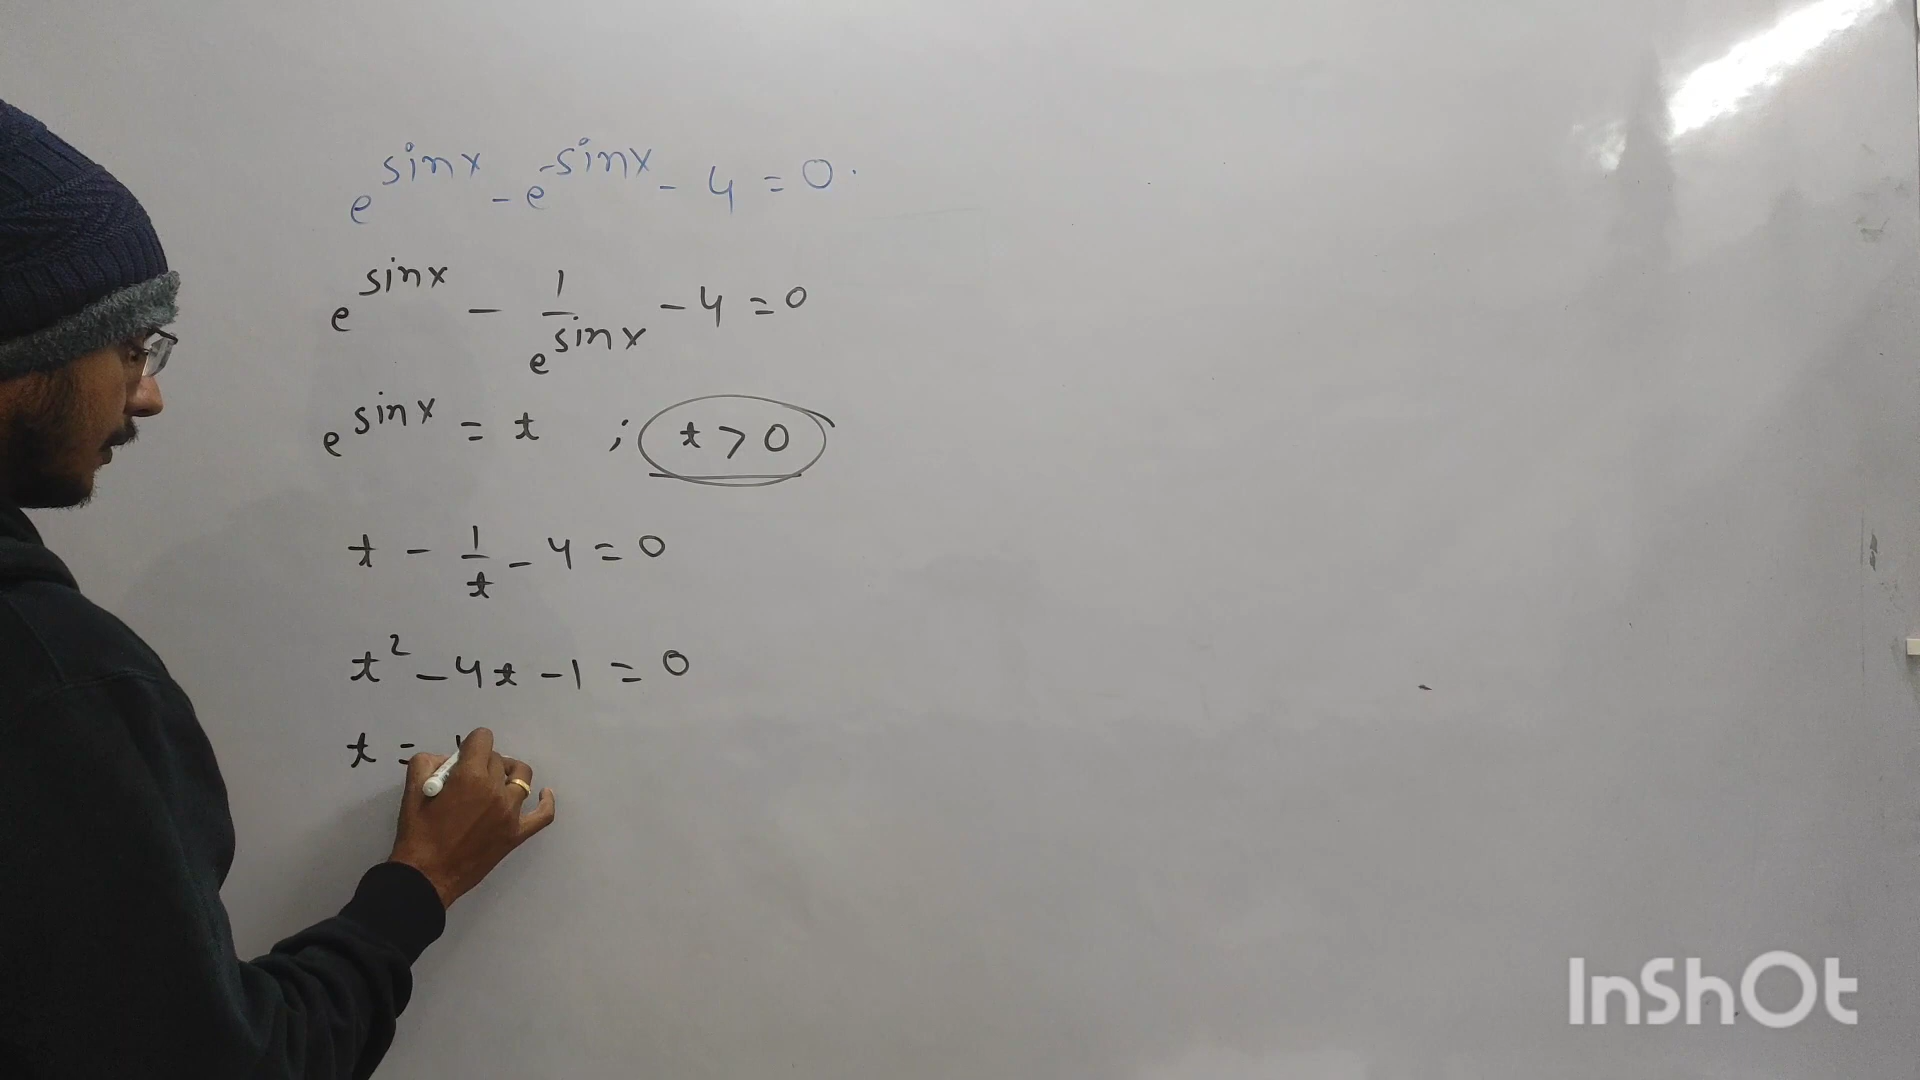 e^sinx - e^-sinx - 4 = 0.
e^sinx - 1/e^sinx - 4 = 0
e^sinx = t ; t > 0
t - 1/t - 4 = 0
t² - 4t - 1 = 0
t =
InShOt